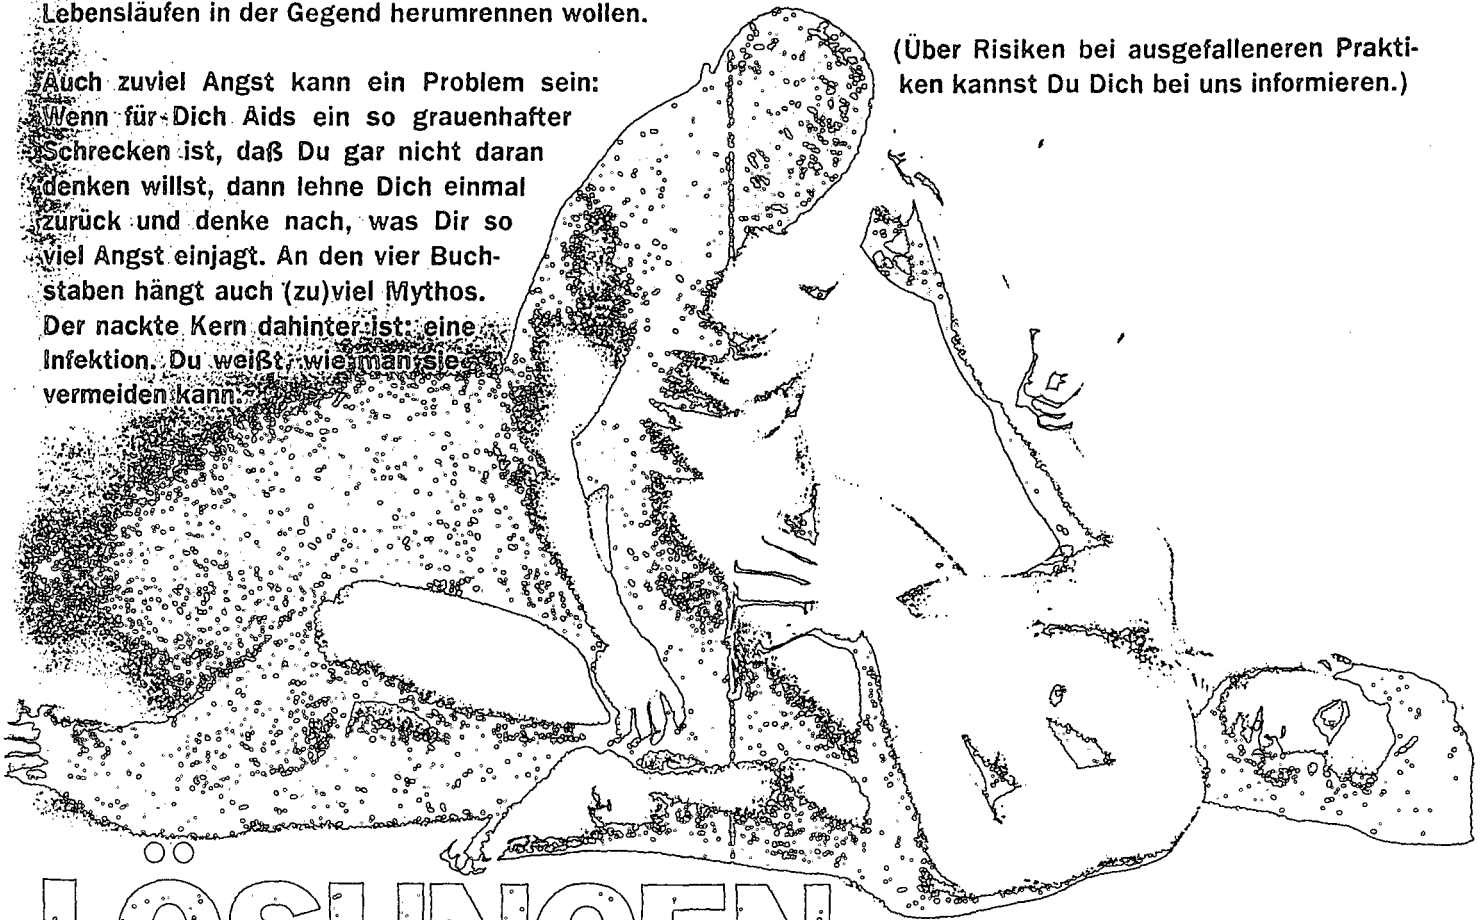 Lebensläufen in der Gegend herumrennen wollen.
Auch zuviel Angst kann ein Problem sein:
Wenn für Dich Aids ein so grauenhafter
Schrecken ist, daß Du gar nicht daran
denken willst, dann lehne Dich einmal
zurück und denke nach, was Dir so
viel Angst einjagt. An den vier Buch-
staben hängt auch (zu)viel Mythos.
Der nackte Kern dahinter ist: eine
Infektion. Du weißt, wie man sie
vermeiden kann.
(Über Risiken bei ausgefalleneren Prakti-
ken kannst Du Dich bei uns informieren.)
LÖSUNGEN